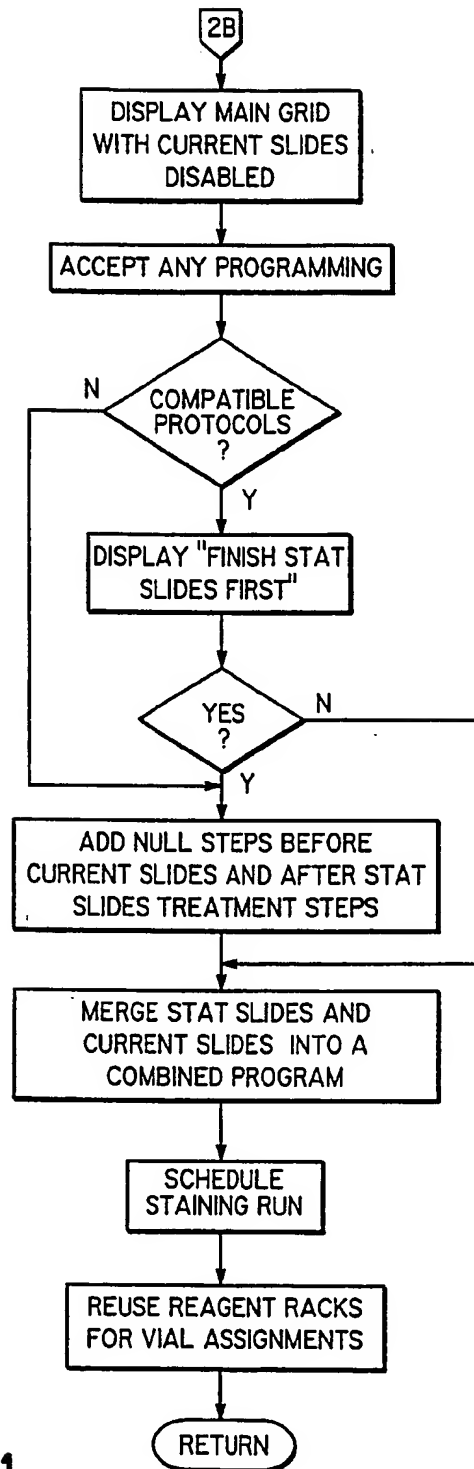 2B
DISPLAY MAIN GRID
WITH CURRENT SLIDES
DISABLED
ACCEPT ANY PROGRAMMING
N
COMPATIBLE
PROTOCOLS
?
Y
DISPLAY "FINISH STAT
SLIDES FIRST"
YES
?
N
Y
ADD NULL STEPS BEFORE
CURRENT SLIDES AND AFTER STAT
SLIDES TREATMENT STEPS
MERGE STAT SLIDES AND
CURRENT SLIDES INTO A
COMBINED PROGRAM
SCHEDULE
STAINING RUN
REUSE REAGENT RACKS
FOR VIAL ASSIGNMENTS
RETURN